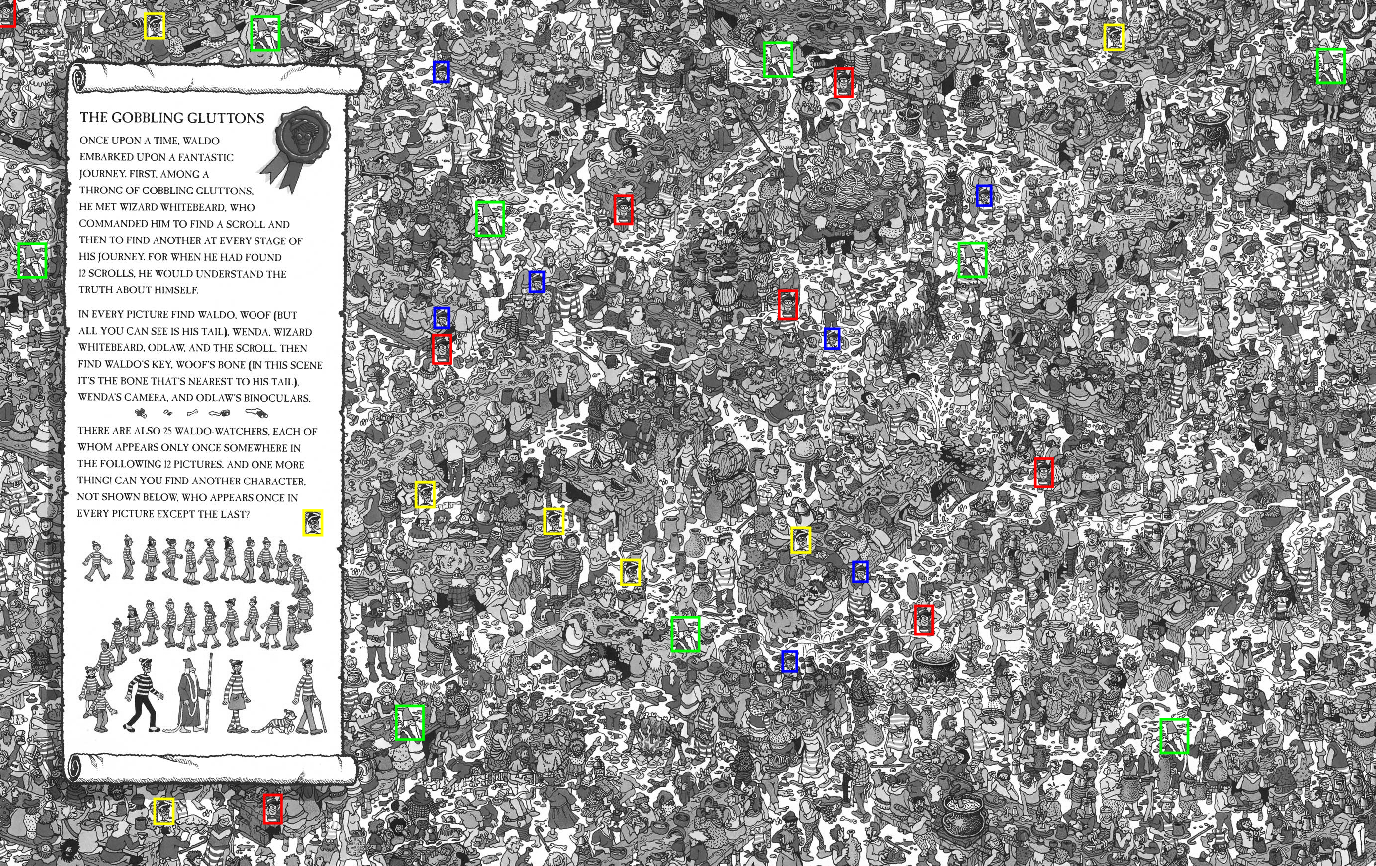 THE GOBBLING GLUTTONS
ONCE UPON A TIME, WALDO
EMBARKED UPON A FANTASTIC
JOURNEY. FIRST, AMONG A
THRONG OF GOBBLING GLUTTONS,
HE MET WIZARD WHITEBEARD, WHO
COMMANDED HIM TO FIND A SCROLL AND
THEN TO FIND ANOTHER AT EVERY STAGE OF
HIS JOURNEY. FOR WHEN HE HAD FOUND
12 SCROLLS, HE WOULD UNDERSTAND THE
TRUTH ABOUT HIMSELF.
IN EVERY PICTURE FIND WALDO, WOOF (BUT
ALL YOU CAN SEE IS HIS TAIL), WENDA, WIZARD
WHITEBEARD, ODLAW, AND THE SCROLL. THEN
FIND WALDO'S KEY, WOOF'S BONE (IN THIS SCENE
IT'S THE BONE THAT'S NEAREST TO HIS TAIL),
WENDA'S CAMERA, AND ODLAW'S BINOCULARS.
THERE ARE ALSO 25 WALDO-WATCHERS, EACH OF
WHOM APPEARS ONLY ONCE SOMEWHERE IN
THE FOLLOWING 12 PICTURES. AND ONE MORE
THING! CAN YOU FIND ANOTHER CHARACTER,
NOT SHOWN BELOW, WHO APPEARS ONCE IN
EVERY PICTURE EXCEPT THE LAST?